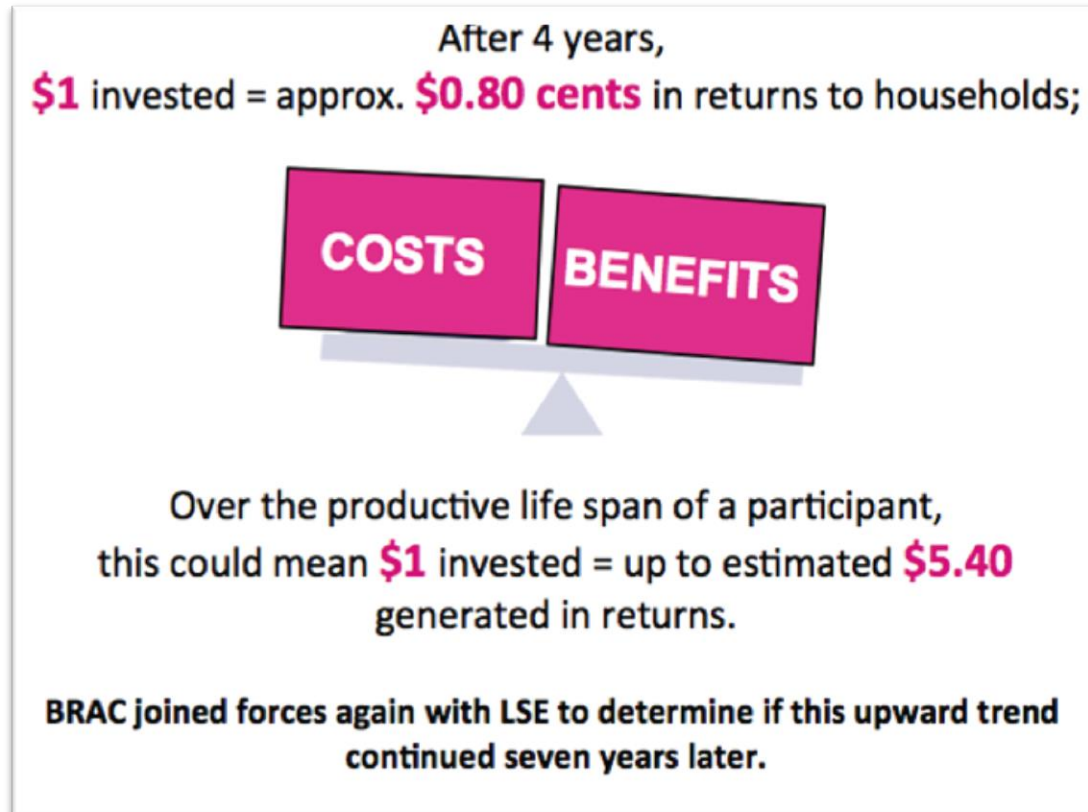 After 4 years,
$1 invested = approx. $0.80 cents in returns to households;
COSTS
BENEFITS
Over the productive life span of a participant,
this could mean $1 invested = up to estimated $5.40
generated in returns.
BRAC joined forces again with LSE to determine if this upward trend
continued seven years later.